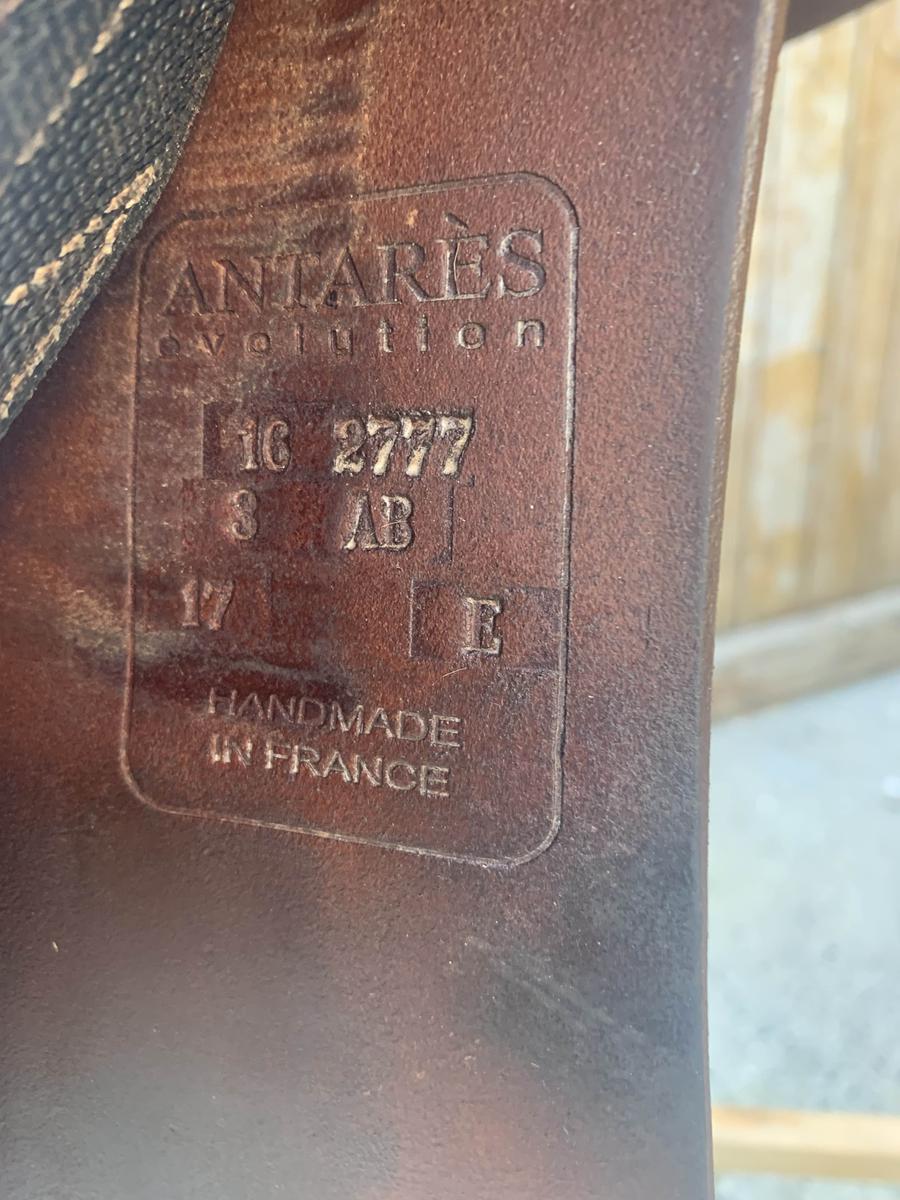 ANTARÈS
evolution
16 2777
3 AB
17 E
HANDMADE
IN FRANCE